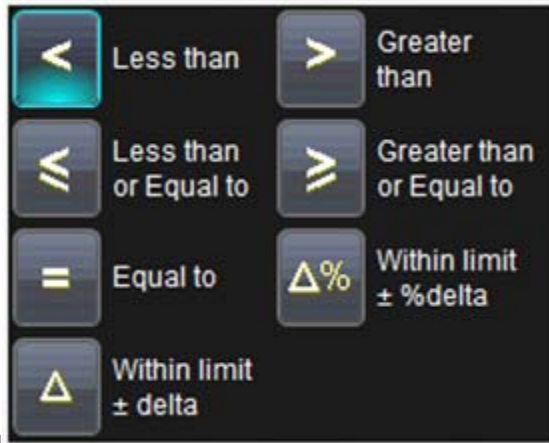 < Less than
> Greater
than
≤ Less than
or Equal to
≥ Greater than
or Equal to
= Equal to
Δ% Within limit
± %delta
Δ Within limit
± delta